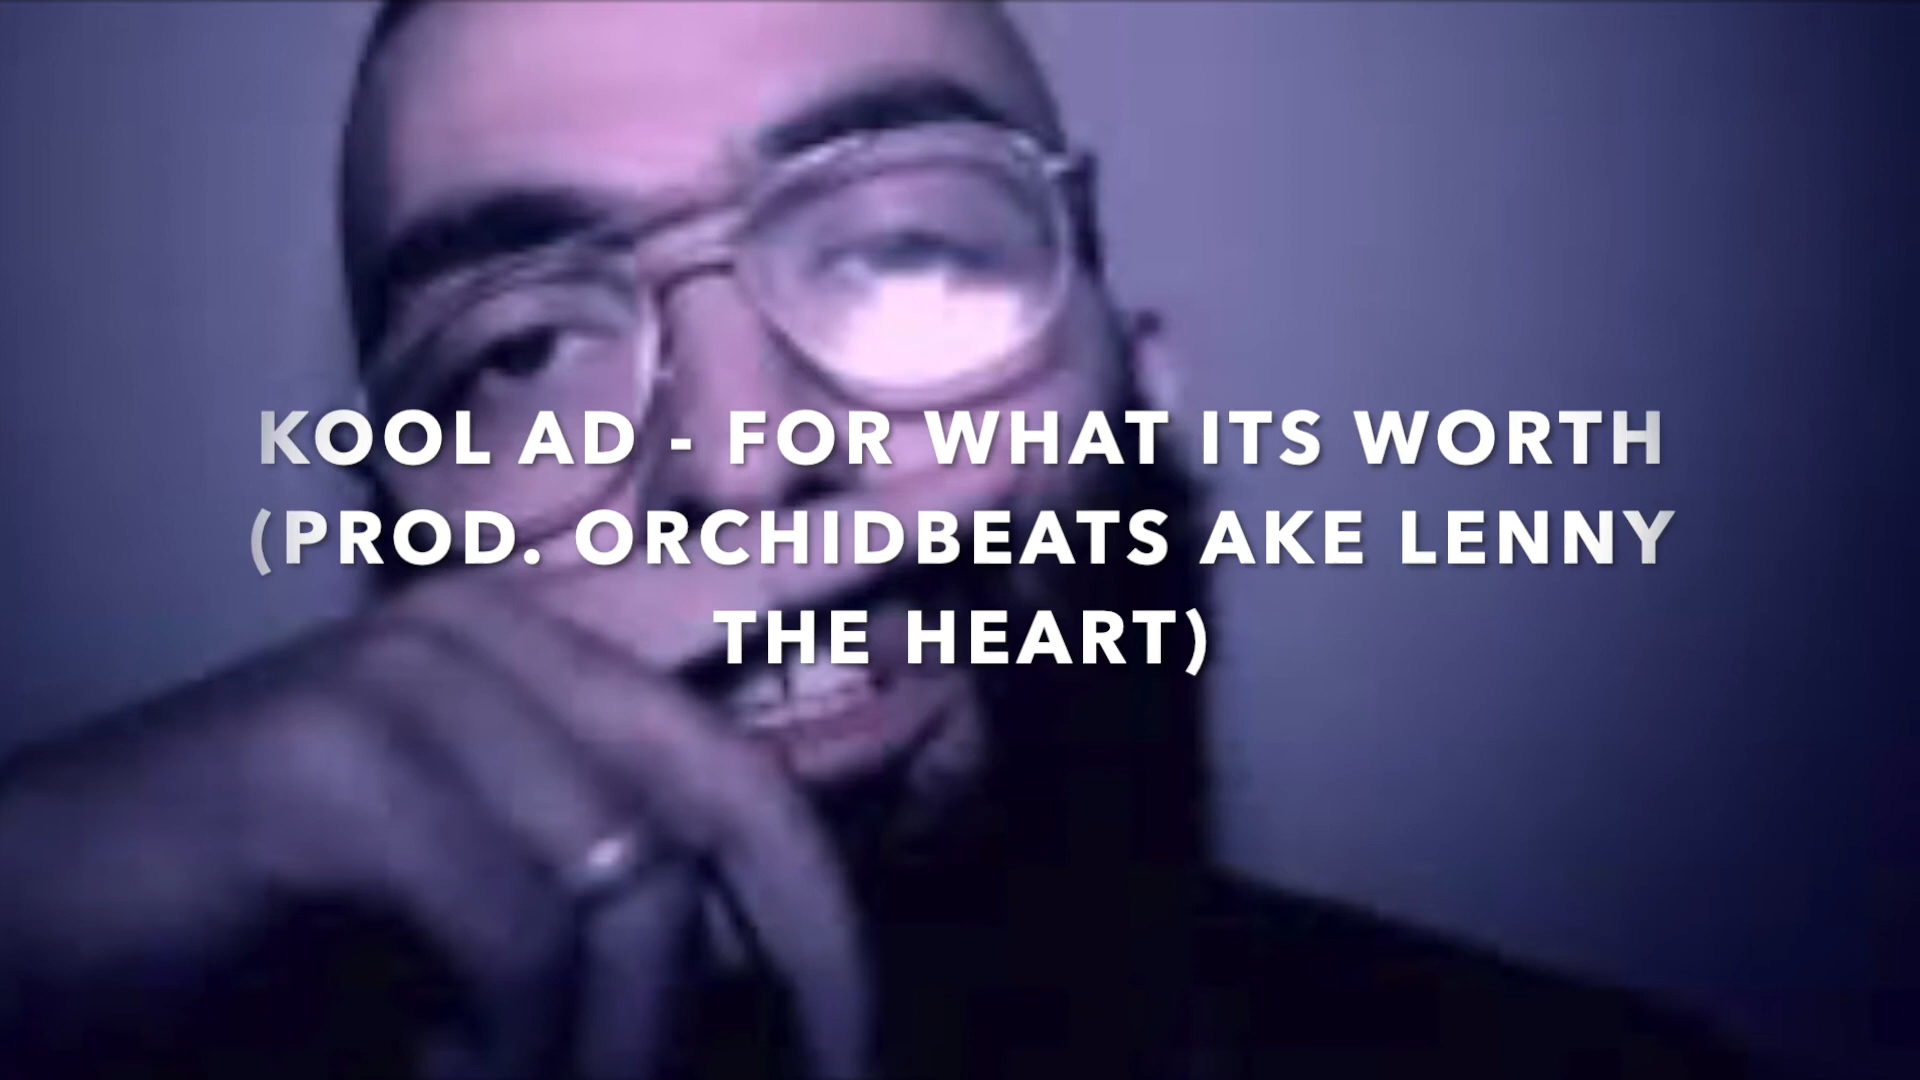 KOOL AD - FOR WHAT ITS WORTH
(PROD. ORCHIDBEATS AKE LENNY
THE HEART)